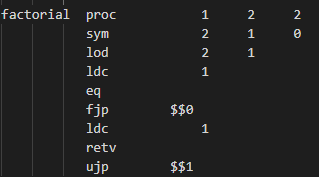 factorial proc 1 2 2
sym 2 1 0
lod 2 1
ldc 1
eq
fjp $$0
ldc 1
retv
ujp $$1